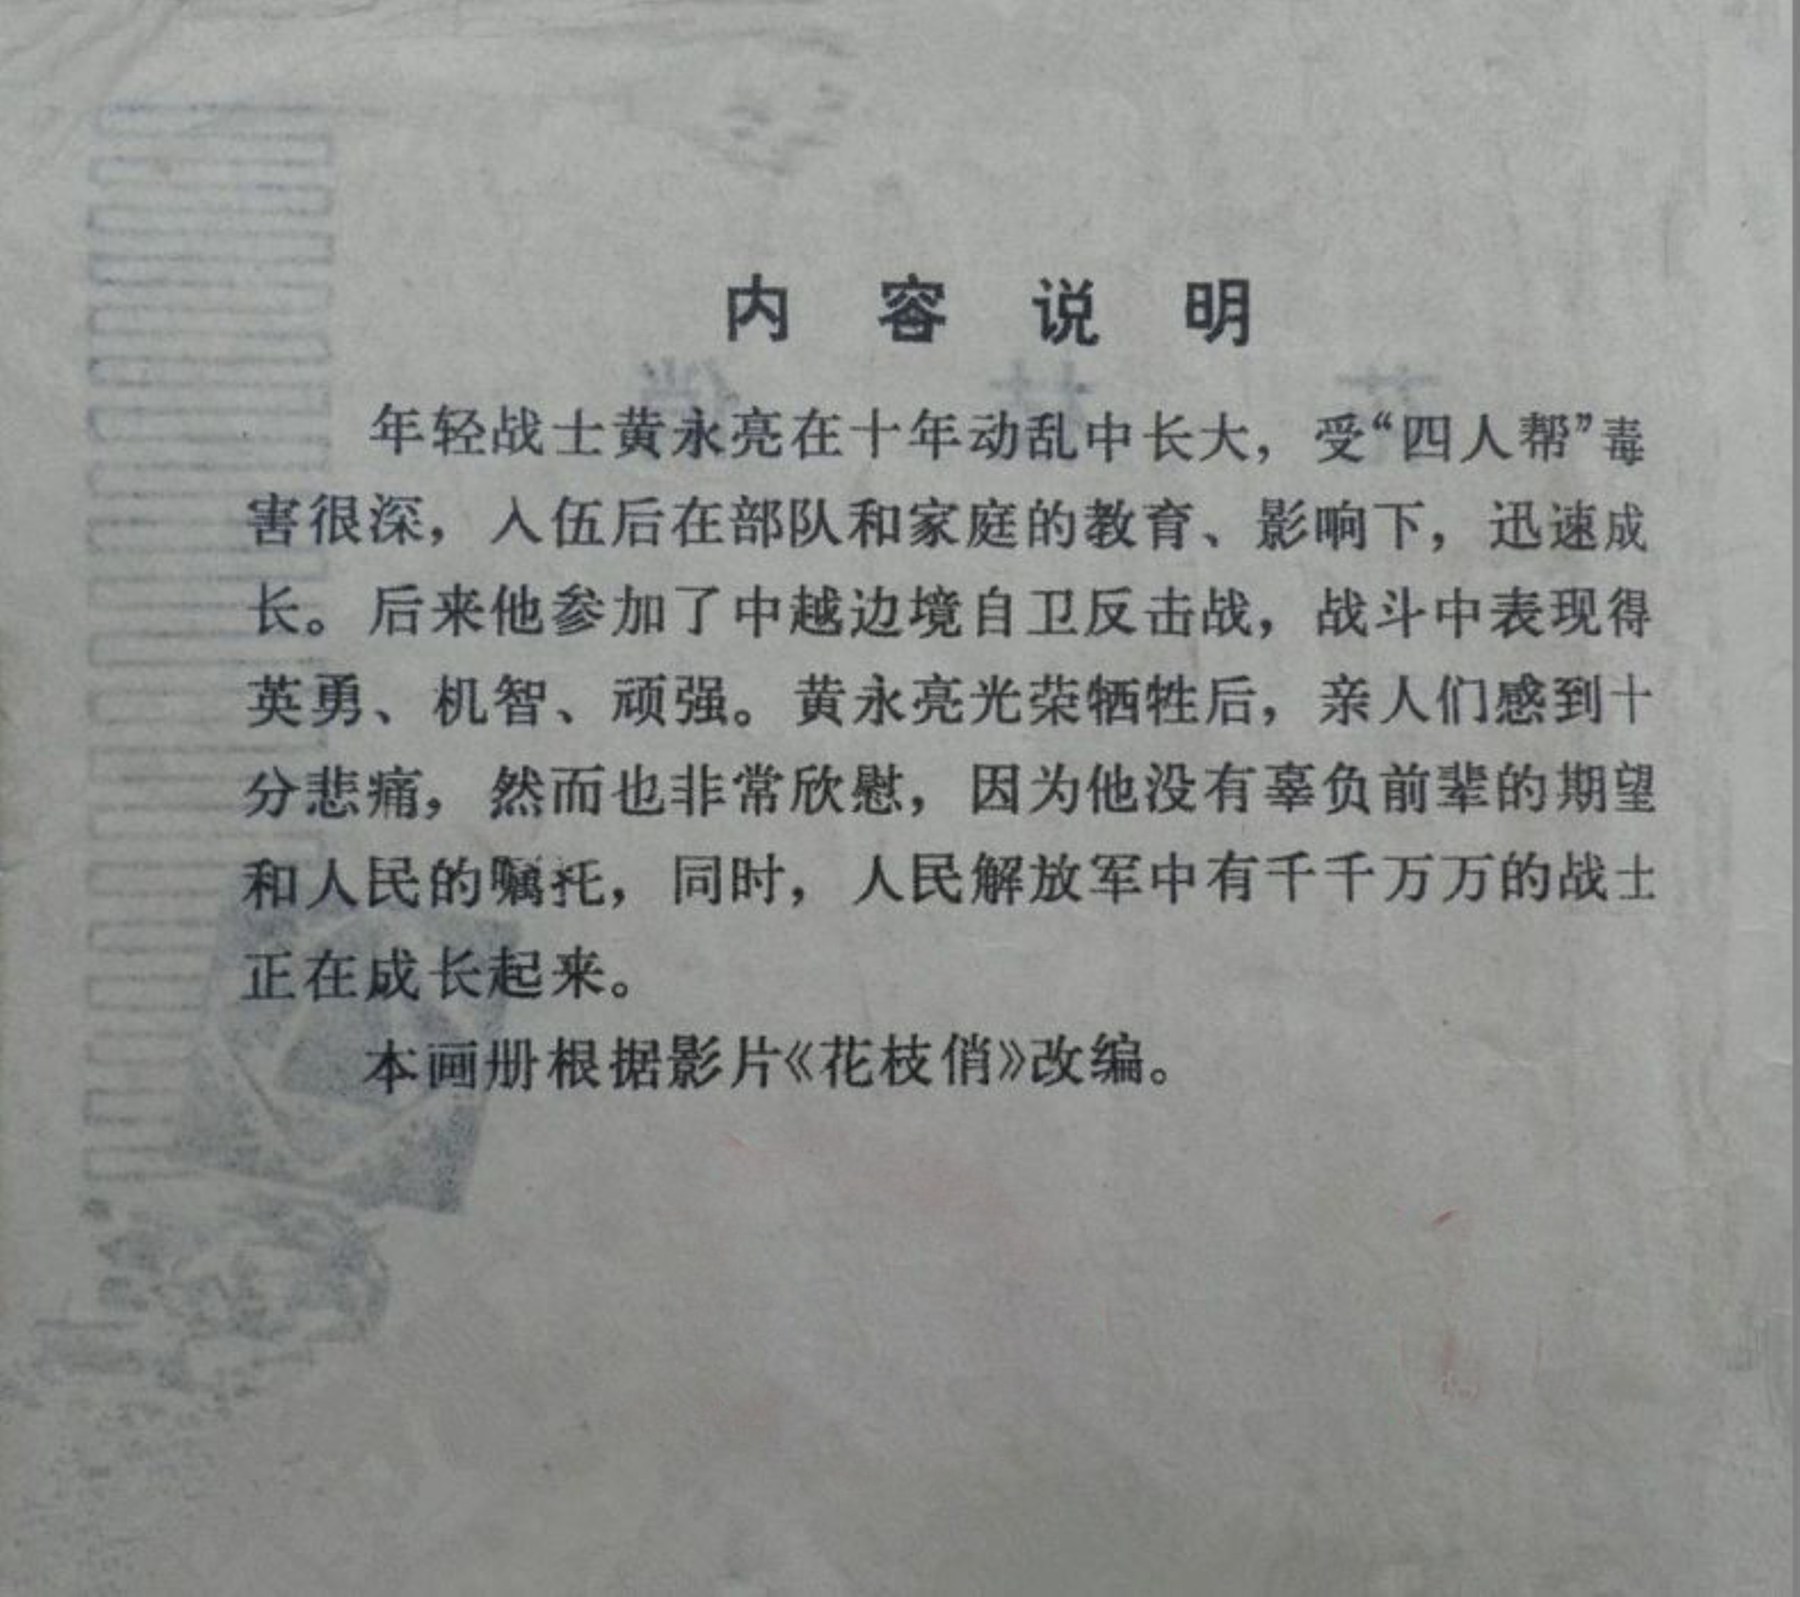 内容说明
年轻战士黄永亮在十年动乱中长大，受“四人帮”毒
害很深，入伍后在部队和家庭的教育、影响下，迅速成
长。后来他参加了中越边境自卫反击战，战斗中表现得
英勇、机智、顽强。黄永亮光荣牺牲后，亲人们感到十
分悲痛，然而也非常欣慰，因为他没有辜负前辈的期望
和人民的嘱托，同时，人民解放军中有千千万万的战士
正在成长起来。
本画册根据影片《花枝俏》改编。